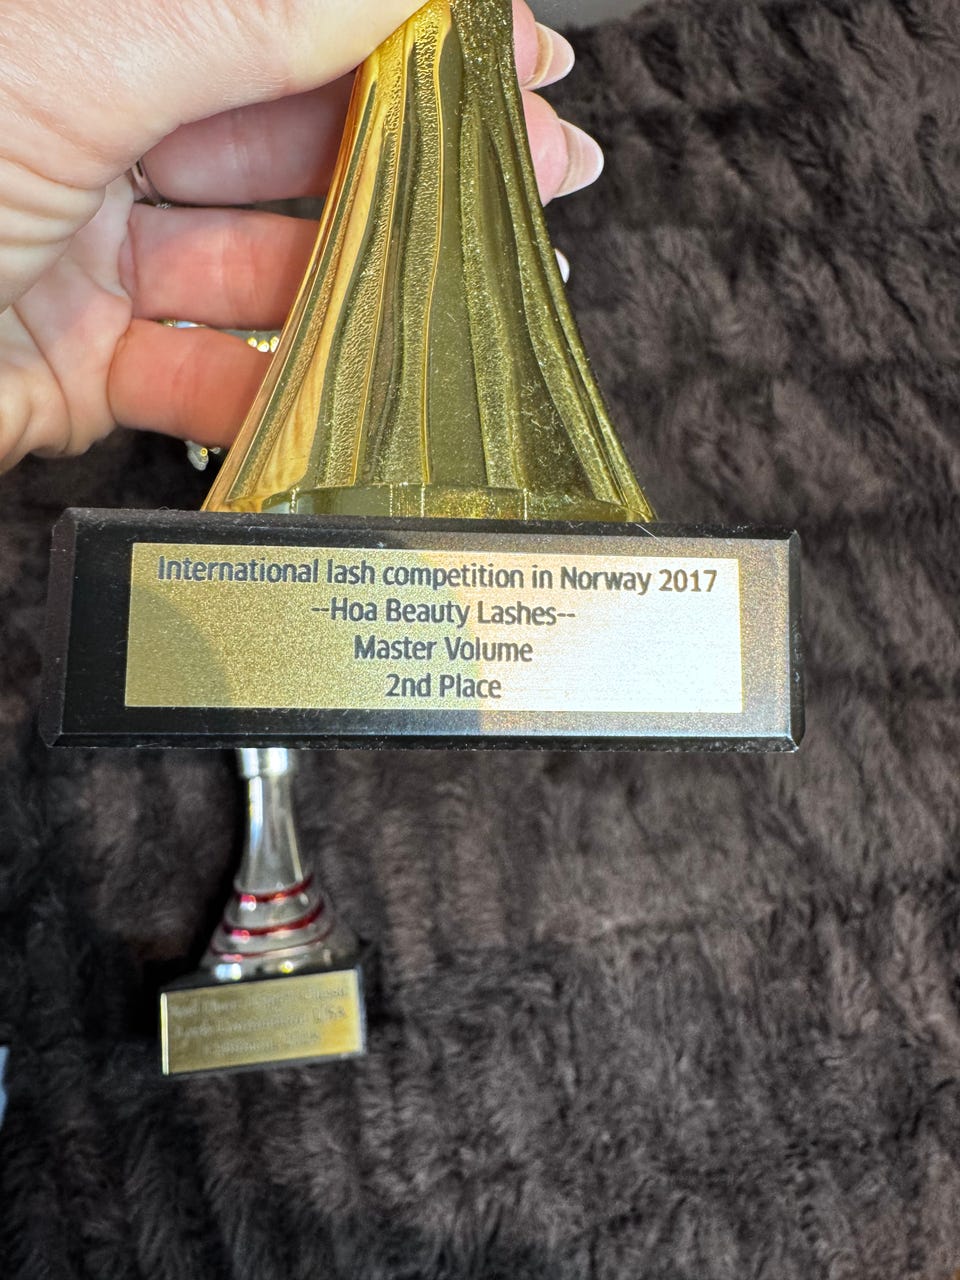 International lash competition in Norway 2017
--Hoa Beauty Lashes--
Master Volume
2nd Place